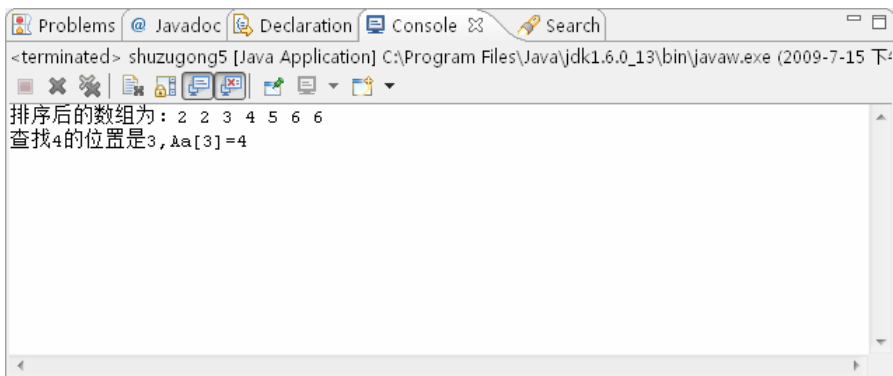 Problems @ Javadoc Declaration Console Search
<terminated> shuzugong5 [Java Application] C:\Program Files\Java\jdk1.6.0_13\bin\javaw.exe (2009-7-15 下
排序后的数组为: 2 2 3 4 5 6 6
查找4的位置是3,Aa[3]=4